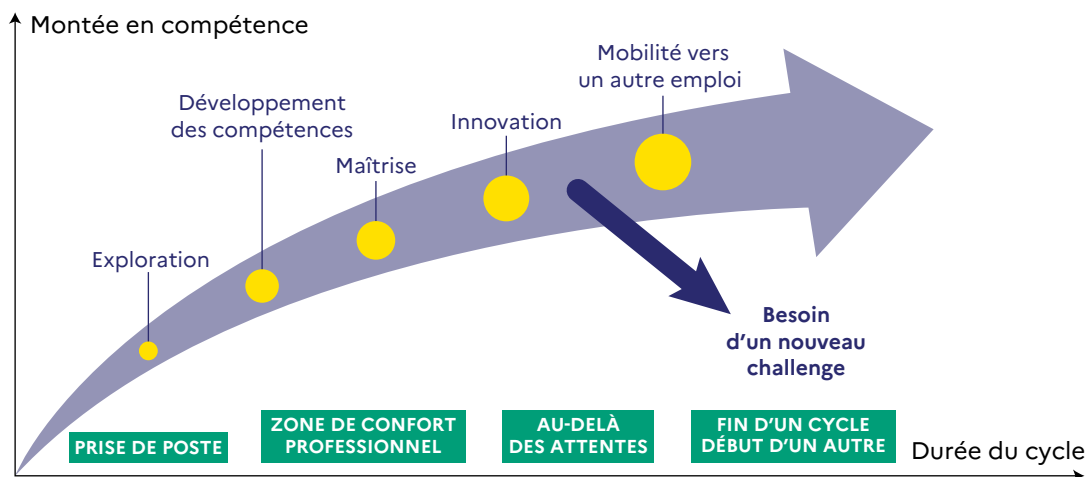 Montée en compétence
Mobilité vers
un autre emploi
Développement
des compétences
Innovation
Maîtrise
Exploration
Besoin
d'un nouveau
challenge
PRISE DE POSTE
ZONE DE CONFORT
PROFESSIONNEL
AU-DELÀ
DES ATTENTES
FIN D'UN CYCLE
DÉBUT D'UN AUTRE
Durée du cycle